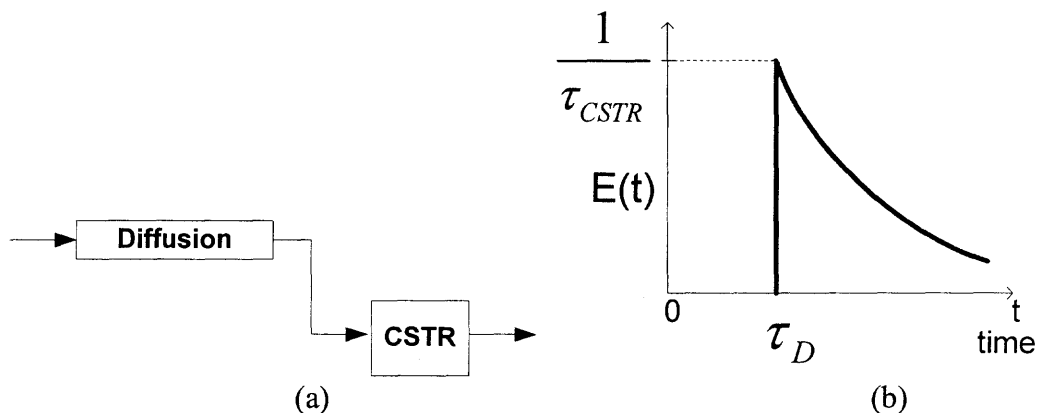 Diffusion
CSTR
(a)
1
τ_CSTR
E(t)
0
τ_D
t
time
(b)